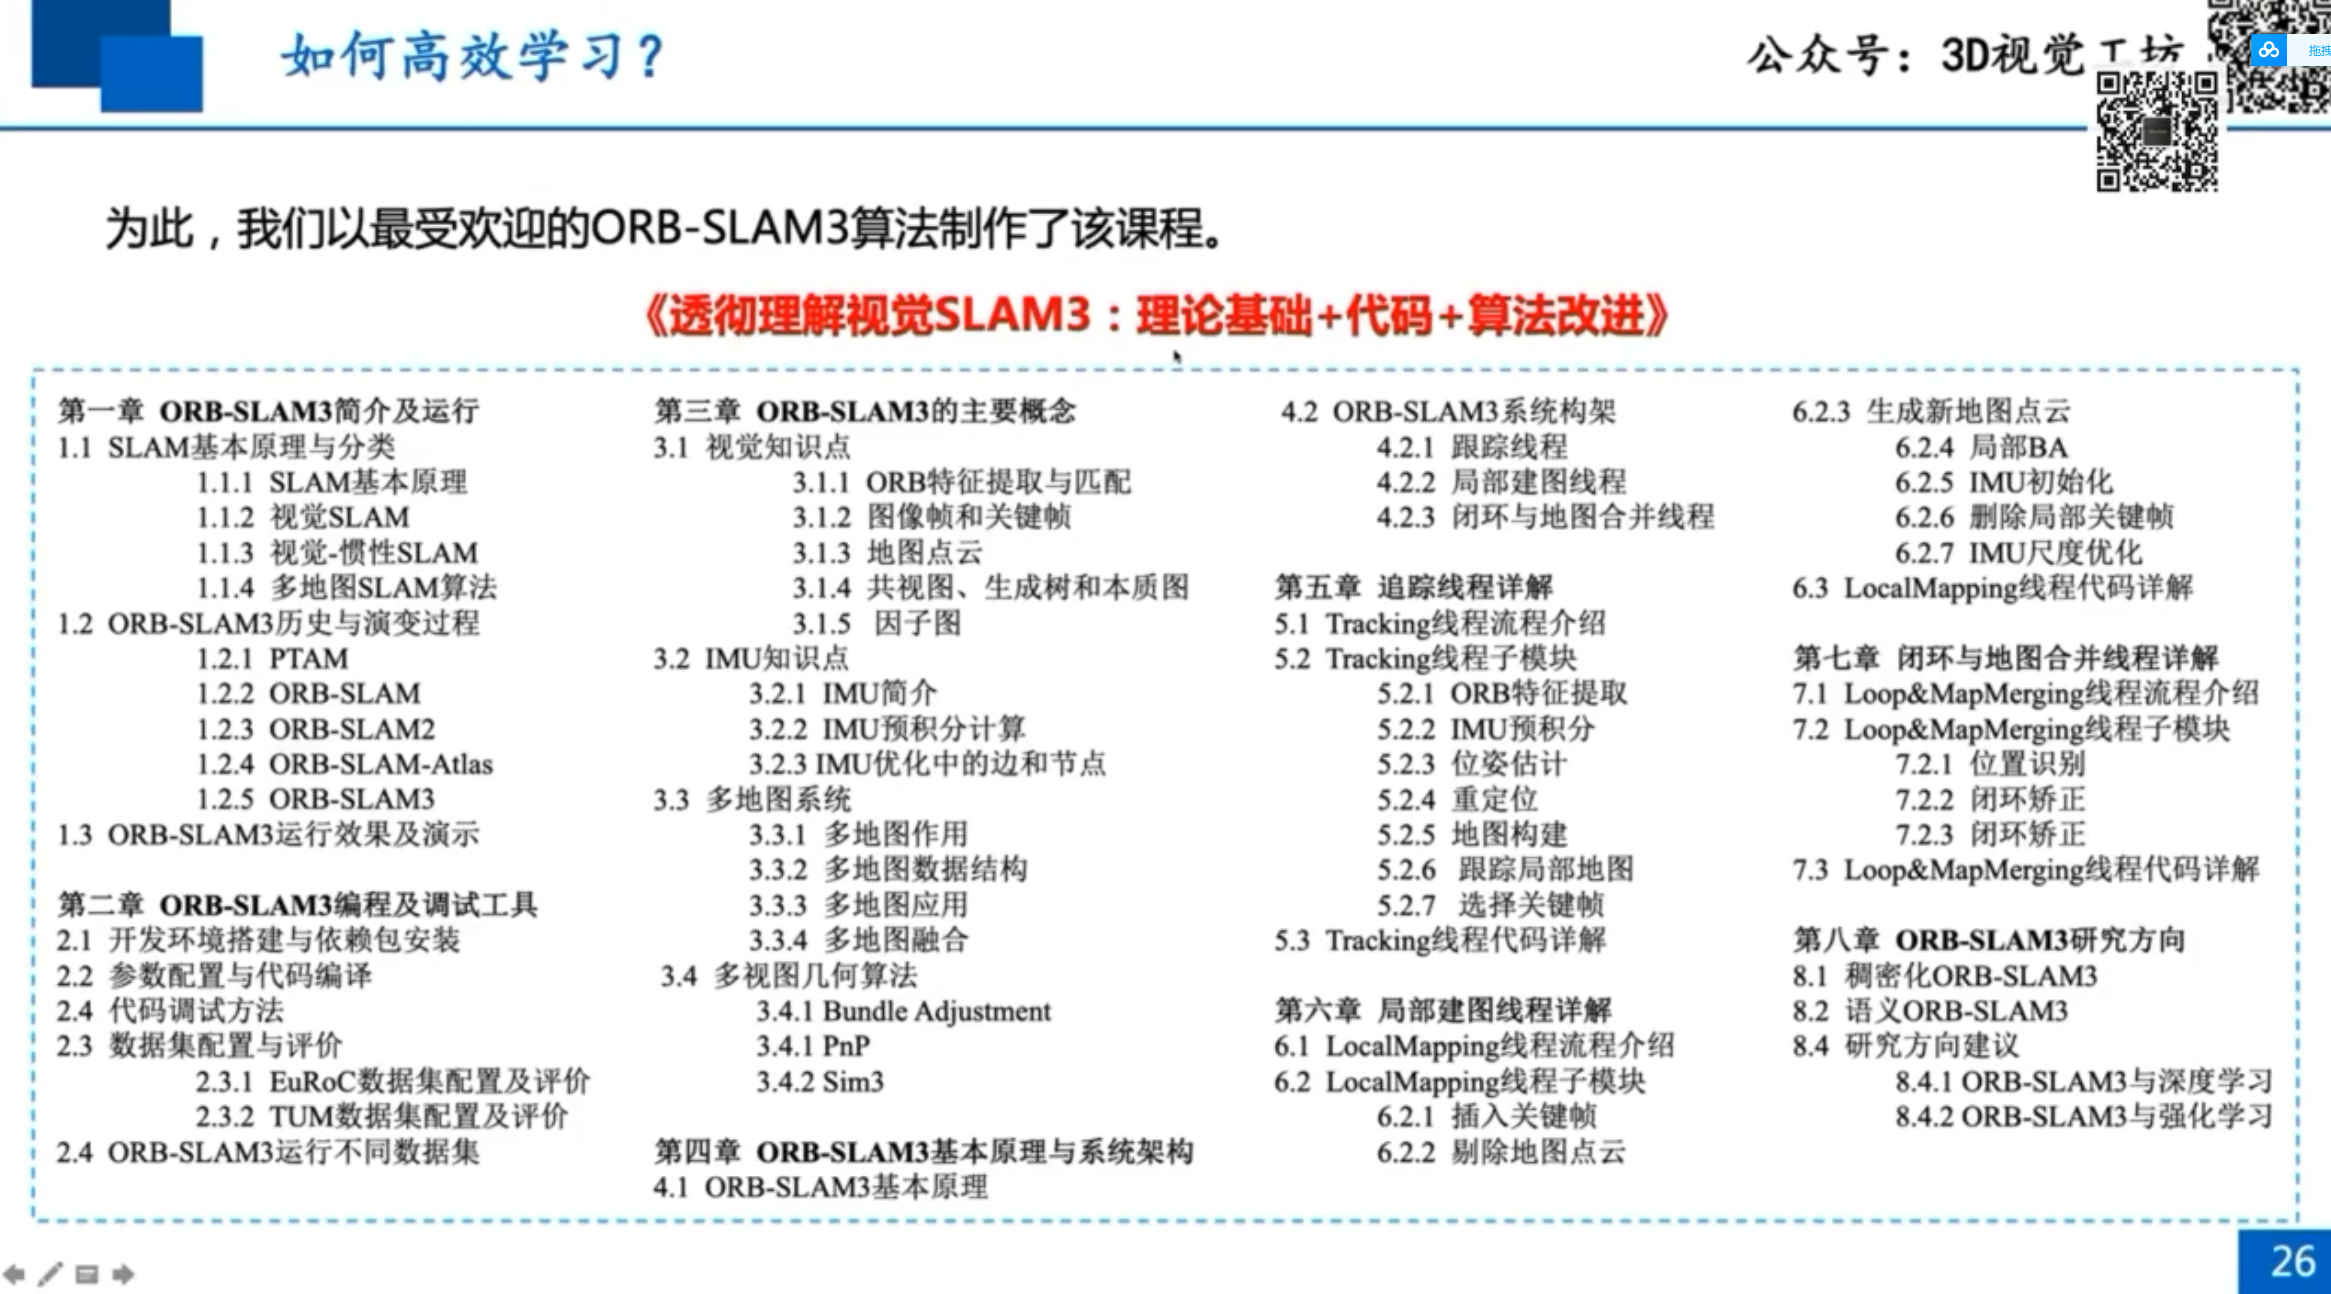 如何高效学习？
公众号：3D视觉工坊
拖拽
为此，我们以最受欢迎的ORB-SLAM3算法制作了该课程。
《透彻理解视觉SLAM3：理论基础+代码+算法改进》
第一章 ORB-SLAM3简介及运行
1.1 SLAM基本原理与分类
1.1.1 SLAM基本原理
1.1.2 视觉SLAM
1.1.3 视觉-惯性SLAM
1.1.4 多地图SLAM算法
1.2 ORB-SLAM3历史与演变过程
1.2.1 PTAM
1.2.2 ORB-SLAM
1.2.3 ORB-SLAM2
1.2.4 ORB-SLAM-Atlas
1.2.5 ORB-SLAM3
1.3 ORB-SLAM3运行效果及演示
第二章 ORB-SLAM3编程及调试工具
2.1 开发环境搭建与依赖包安装
2.2 参数配置与代码编译
2.4 代码调试方法
2.3 数据集配置与评价
2.3.1 EuRoC数据集配置及评价
2.3.2 TUM数据集配置及评价
2.4 ORB-SLAM3运行不同数据集
第三章 ORB-SLAM3的主要概念
3.1 视觉知识点
3.1.1 ORB特征提取与匹配
3.1.2 图像帧和关键帧
3.1.3 地图点云
3.1.4 共视图、生成树和本质图
3.1.5 因子图
3.2 IMU知识点
3.2.1 IMU简介
3.2.2 IMU预积分计算
3.2.3 IMU优化中的边和节点
3.3 多地图系统
3.3.1 多地图作用
3.3.2 多地图数据结构
3.3.3 多地图应用
3.3.4 多地图融合
3.4 多视图几何算法
3.4.1 Bundle Adjustment
3.4.1 PnP
3.4.2 Sim3
第四章 ORB-SLAM3基本原理与系统架构
4.1 ORB-SLAM3基本原理
4.2 ORB-SLAM3系统构架
4.2.1 跟踪线程
4.2.2 局部建图线程
4.2.3 闭环与地图合并线程
第五章 追踪线程详解
5.1 Tracking线程流程介绍
5.2 Tracking线程子模块
5.2.1 ORB特征提取
5.2.2 IMU预积分
5.2.3 位姿估计
5.2.4 重定位
5.2.5 地图构建
5.2.6 跟踪局部地图
5.2.7 选择关键帧
5.3 Tracking线程代码详解
第六章 局部建图线程详解
6.1 LocalMapping线程流程介绍
6.2 LocalMapping线程子模块
6.2.1 插入关键帧
6.2.2 剔除地图点云
6.2.3 生成新地图点云
6.2.4 局部BA
6.2.5 IMU初始化
6.2.6 删除局部关键帧
6.2.7 IMU尺度优化
6.3 LocalMapping线程代码详解
第七章 闭环与地图合并线程详解
7.1 Loop&MapMerging线程流程介绍
7.2 Loop&MapMerging线程子模块
7.2.1 位置识别
7.2.2 闭环矫正
7.2.3 闭环矫正
7.3 Loop&MapMerging线程代码详解
第八章 ORB-SLAM3研究方向
8.1 稠密化ORB-SLAM3
8.2 语义ORB-SLAM3
8.4 研究方向建议
8.4.1 ORB-SLAM3与深度学习
8.4.2 ORB-SLAM3与强化学习
26